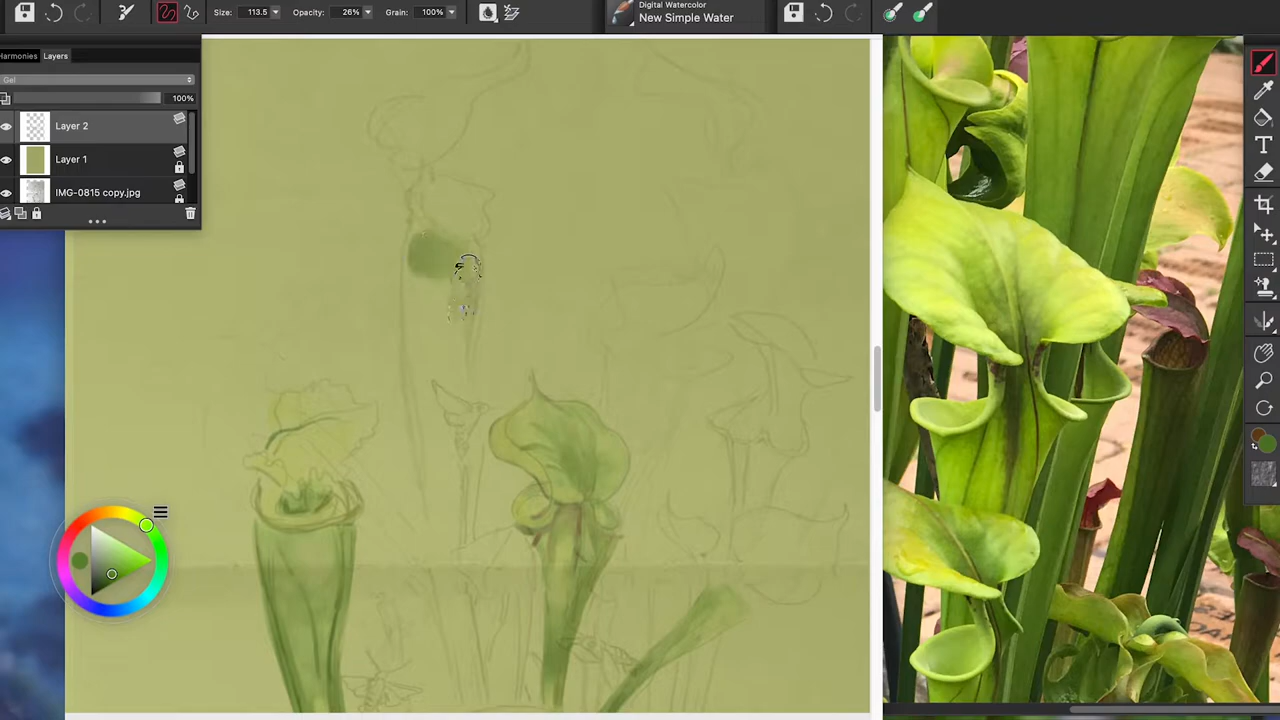 Size: 113.5 Opacity: 26% Grain: 100%
Digital Watercolor
New Simple Water
Harmonies Layers
Gel
100%
Layer 2
Layer 1
IMG-0815 copy.jpg
T